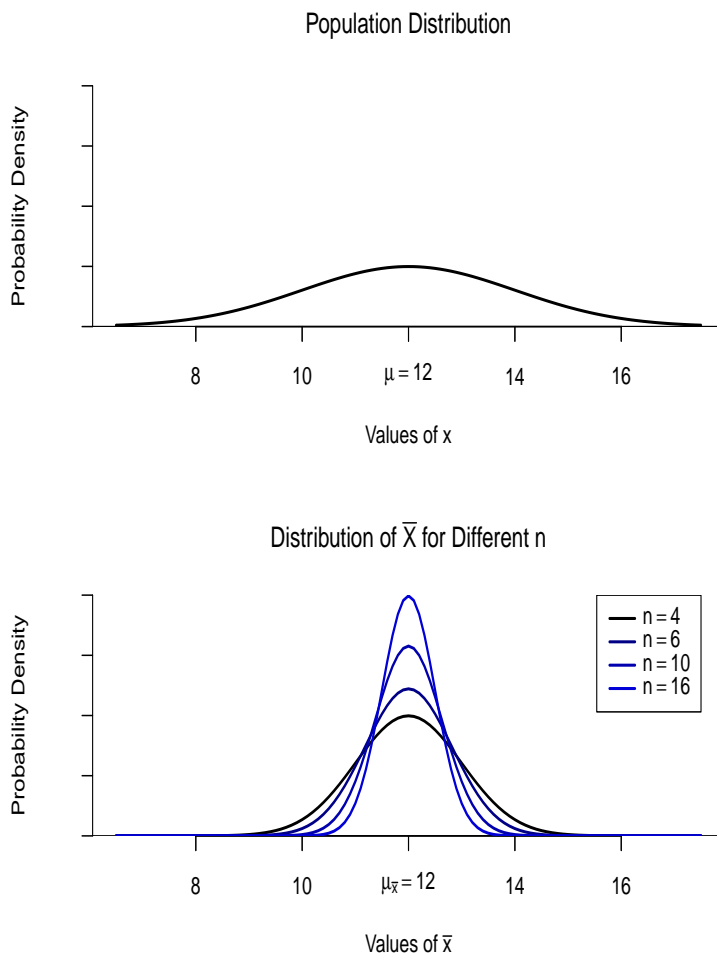 Population Distribution
Probability Density
8 10 μ = 12 14 16
Values of x
Distribution of X̅ for Different n
Probability Density
n = 4
n = 6
n = 10
n = 16
8 10 μx̅ = 12 14 16
Values of x̅